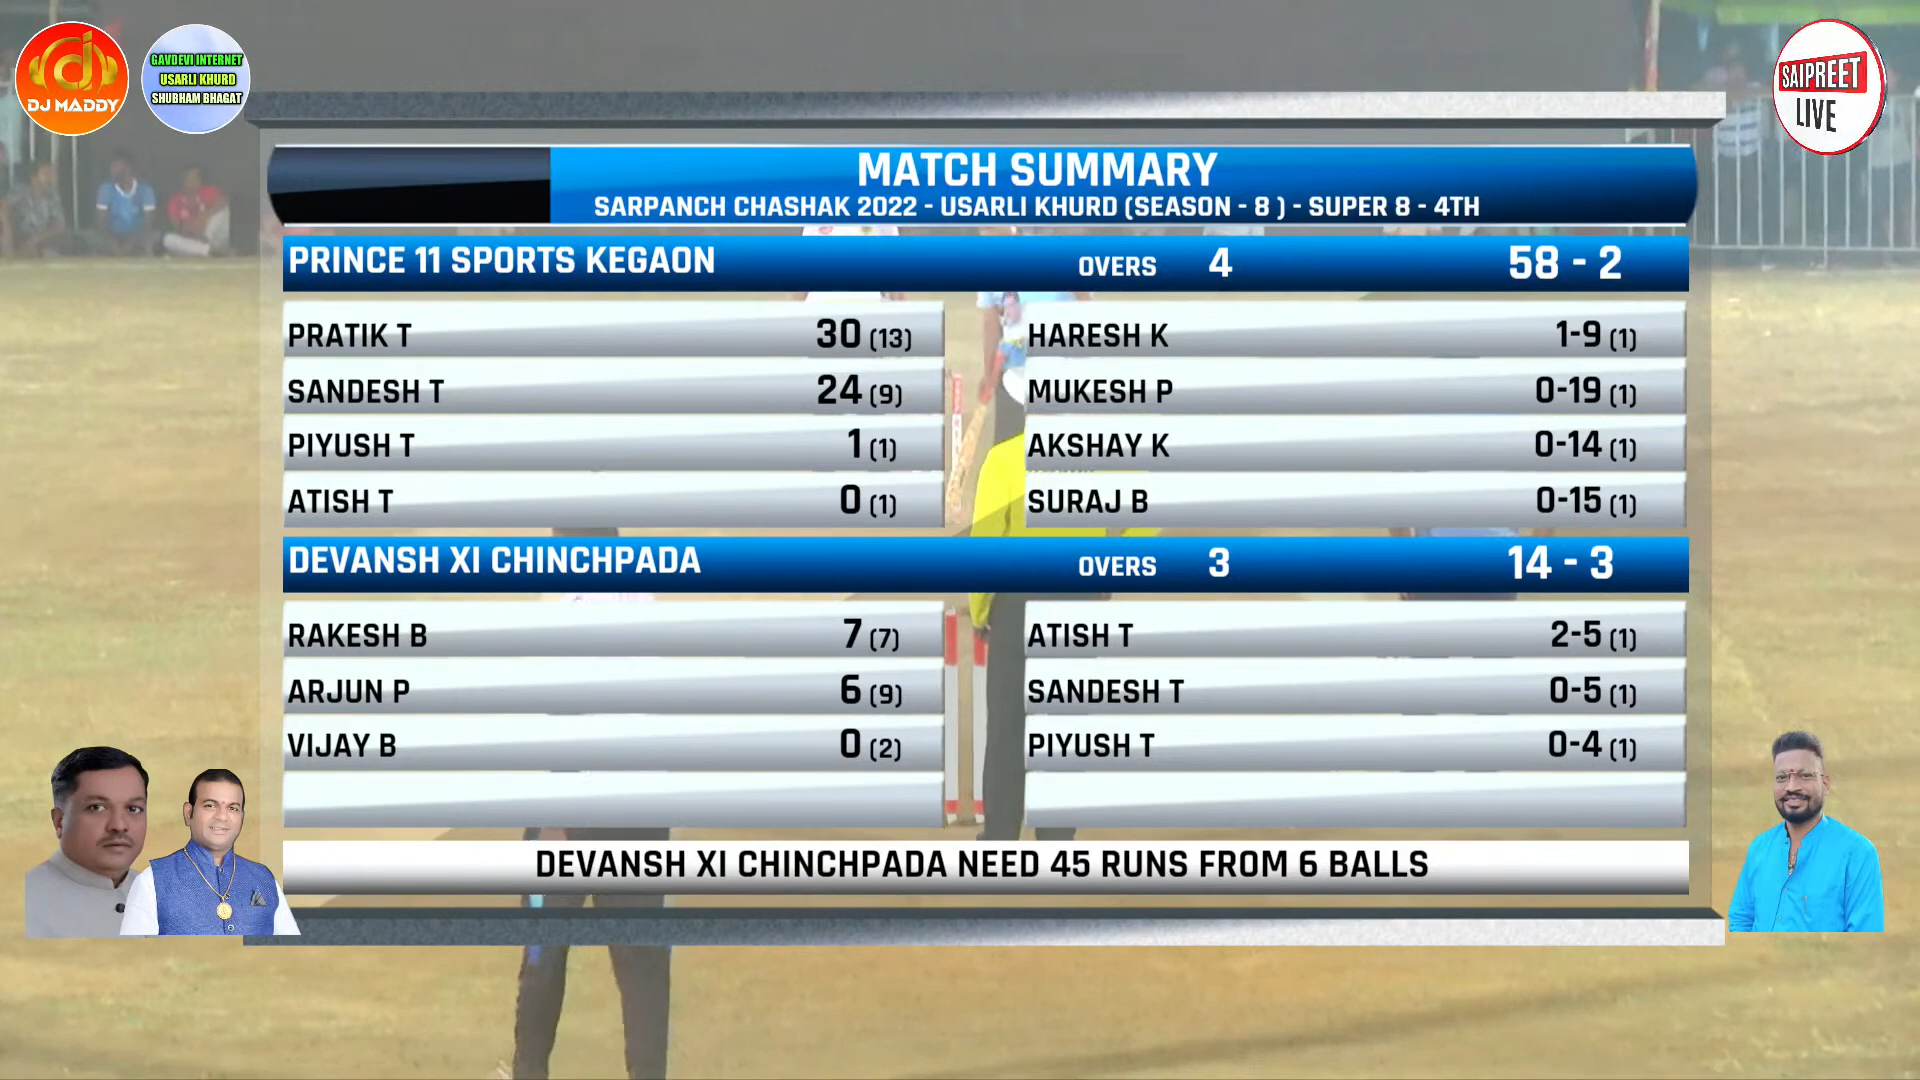 DJ MADDY
GAVDEVI INTERNET
USARLI KHURD
SHUBHAM BHAGAT
SAIPREET
LIVE
MATCH SUMMARY
SARPANCH CHASHAK 2022 - USARLI KHURD (SEASON - 8 ) - SUPER 8 - 4TH
PRINCE 11 SPORTS KEGAON OVERS 4 58 - 2
PRATIK T 30 (13) HARESH K 1-9 (1)
SANDESH T 24 (9) MUKESH P 0-19 (1)
PIYUSH T 1 (1) AKSHAY K 0-14 (1)
ATISH T 0 (1) SURAJ B 0-15 (1)
DEVANSH XI CHINCHPADA OVERS 3 14 - 3
RAKESH B 7 (7) ATISH T 2-5 (1)
ARJUN P 6 (9) SANDESH T 0-5 (1)
VIJAY B 0 (2) PIYUSH T 0-4 (1)
DEVANSH XI CHINCHPADA NEED 45 RUNS FROM 6 BALLS